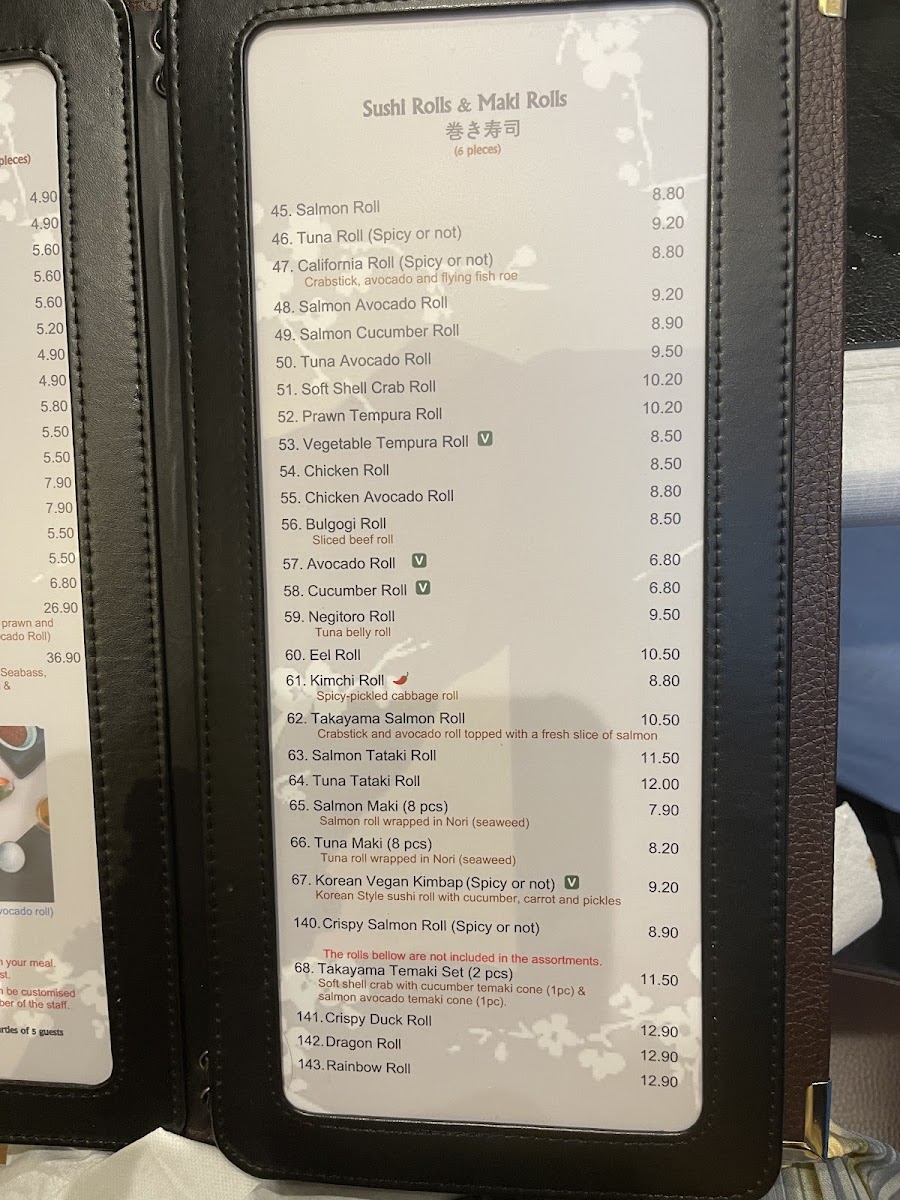 pieces)
4.90
4.90
5.60
5.60
5.60
5.20
4.90
4.90
5.80
5.50
5.50
7.90
7.90
5.50
5.50
6.80
26.90
prawn and
cado Roll)
36.90
Seabass,
&
vocado roll)
your meal.
st.
be customised
ber of the staff.
rties of 5 guests
Sushi Rolls & Maki Rolls
巻き寿司
(6 pieces)
45. Salmon Roll 8.80
46. Tuna Roll (Spicy or not) 9.20
47. California Roll (Spicy or not) 8.80
Crabstick, avocado and flying fish roe
48. Salmon Avocado Roll 9.20
49. Salmon Cucumber Roll 8.90
50. Tuna Avocado Roll 9.50
51. Soft Shell Crab Roll 10.20
52. Prawn Tempura Roll 10.20
53. Vegetable Tempura Roll V 8.50
54. Chicken Roll 8.50
55. Chicken Avocado Roll 8.80
56. Bulgogi Roll 8.50
Sliced beef roll
57. Avocado Roll V 6.80
58. Cucumber Roll V 6.80
59. Negitoro Roll 9.50
Tuna belly roll
60. Eel Roll 10.50
61. Kimchi Roll 8.80
Spicy-pickled cabbage roll
62. Takayama Salmon Roll 10.50
Crabstick and avocado roll topped with a fresh slice of salmon
63. Salmon Tataki Roll 11.50
64. Tuna Tataki Roll 12.00
65. Salmon Maki (8 pcs) 7.90
Salmon roll wrapped in Nori (seaweed)
66. Tuna Maki (8 pcs) 8.20
Tuna roll wrapped in Nori (seaweed)
67. Korean Vegan Kimbap (Spicy or not) V 9.20
Korean Style sushi roll with cucumber, carrot and pickles
140. Crispy Salmon Roll (Spicy or not) 8.90
The rolls bellow are not included in the assortments.
68. Takayama Temaki Set (2 pcs) 11.50
Soft shell crab with cucumber temaki cone (1pc) &
salmon avocado temaki cone (1pc).
141. Crispy Duck Roll 12.90
142. Dragon Roll 12.90
143. Rainbow Roll 12.90